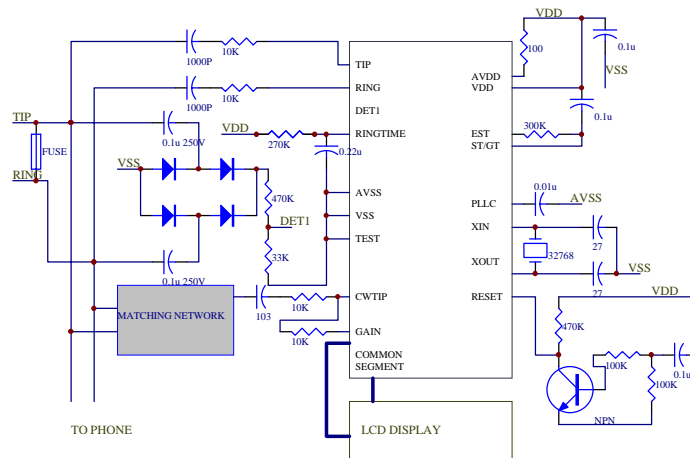 VDD
100
0.1u
VSS
10K
1000P
TIP
AVDD
VDD
10K
1000P
RING
DET1
0.1u
TIP
VDD
RINGTIME
EST
300K
0.1u 250V
270K
0.22u
ST/GT
FUSE
VSS
RING
470K
AVSS
0.01u
PLLC
AVSS
DET1
VSS
XIN
27
33K
TEST
32768
XOUT
VSS
0.1u 250V
27
CWTIP
RESET
VDD
103
10K
MATCHING NETWORK
GAIN
470K
10K
COMMON
SEGMENT
100K
0.1u
100K
NPN
TO PHONE
LCD DISPLAY